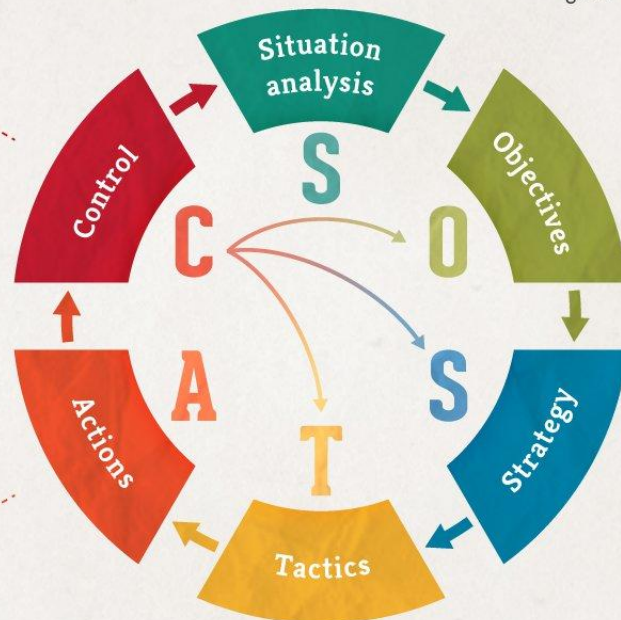 Situation
analysis
Objectives
Strategy
Tactics
Actions
Control
S
O
S
T
A
C